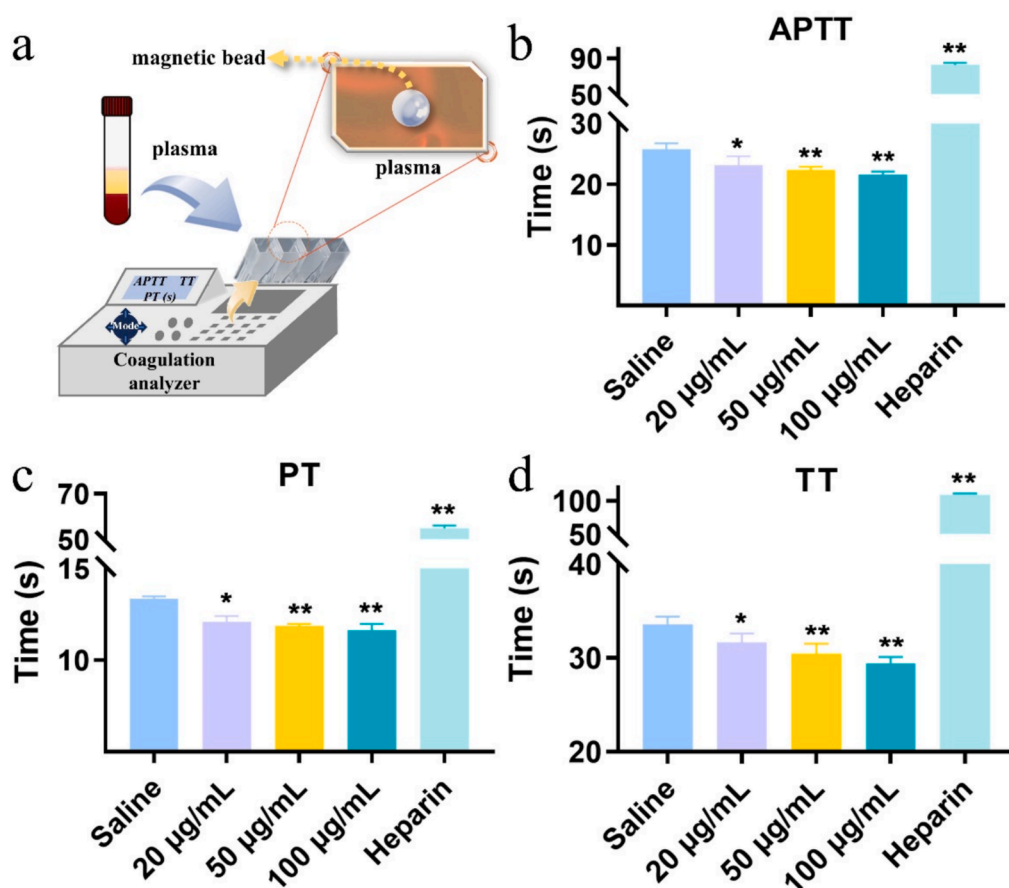 a
magnetic bead
plasma
plasma
APTT TT
PT (s)
Mode
Coagulation
analyzer
b
APTT
Time (s)
90
50
30
20
10
**
*
**
**
Saline
20 μg/mL
50 μg/mL
100 μg/mL
Heparin
c
PT
Time (s)
70
50
15
10
**
*
**
**
Saline
20 μg/mL
50 μg/mL
100 μg/mL
Heparin
d
TT
Time (s)
100
50
40
30
20
**
*
**
**
Saline
20 μg/mL
50 μg/mL
100 μg/mL
Heparin